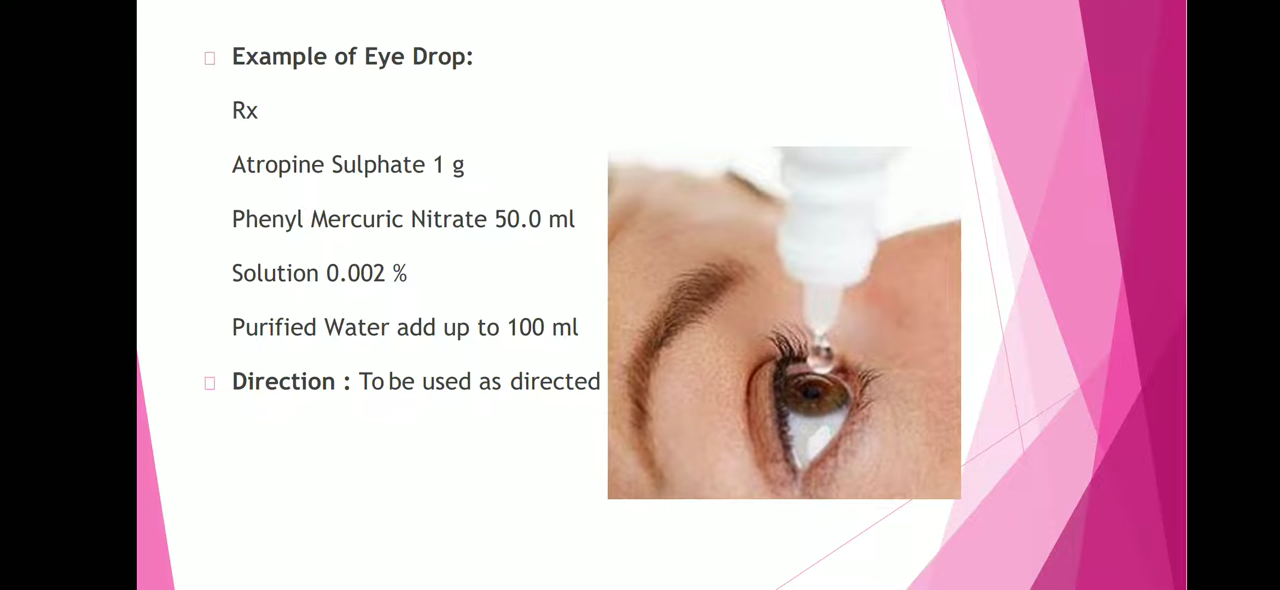 Example of Eye Drop:
Rx
Atropine Sulphate 1 g
Phenyl Mercuric Nitrate 50.0 ml
Solution 0.002 %
Purified Water add up to 100 ml
Direction : To be used as directed